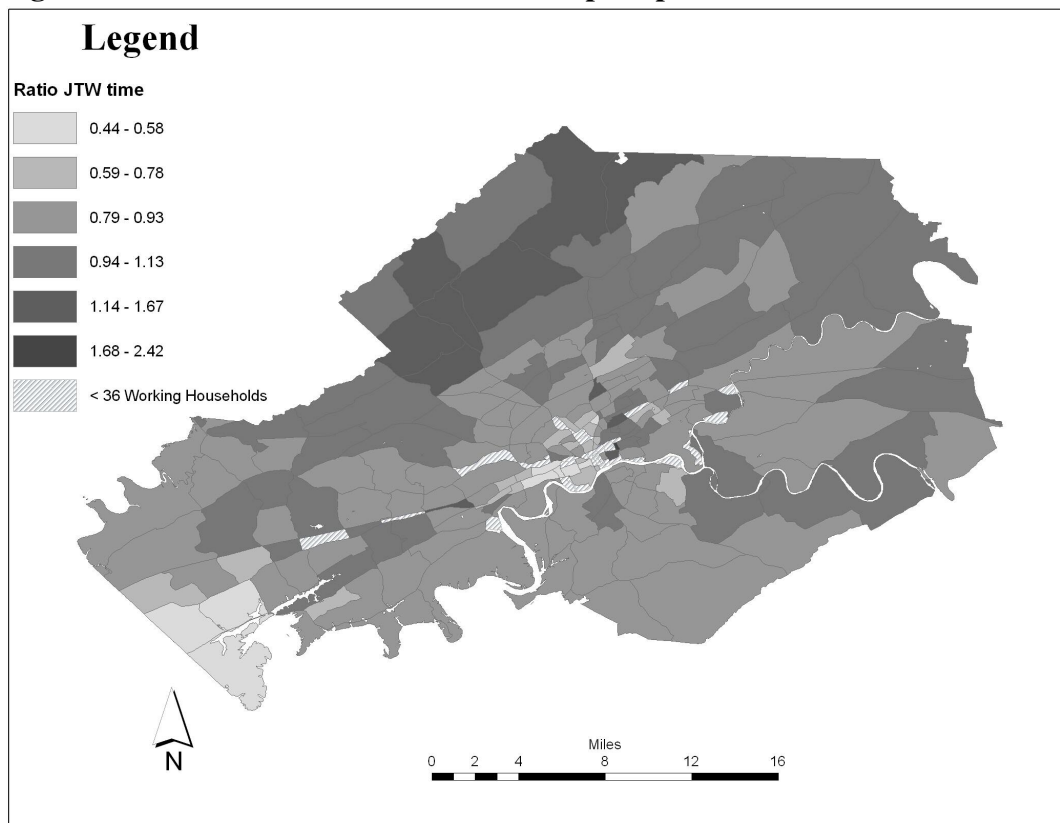 Legend
Ratio JTW time
0.44 - 0.58
0.59 - 0.78
0.79 - 0.93
0.94 - 1.13
1.14 - 1.67
1.68 - 2.42
< 36 Working Households
N
Miles
0 2 4 8 12 16